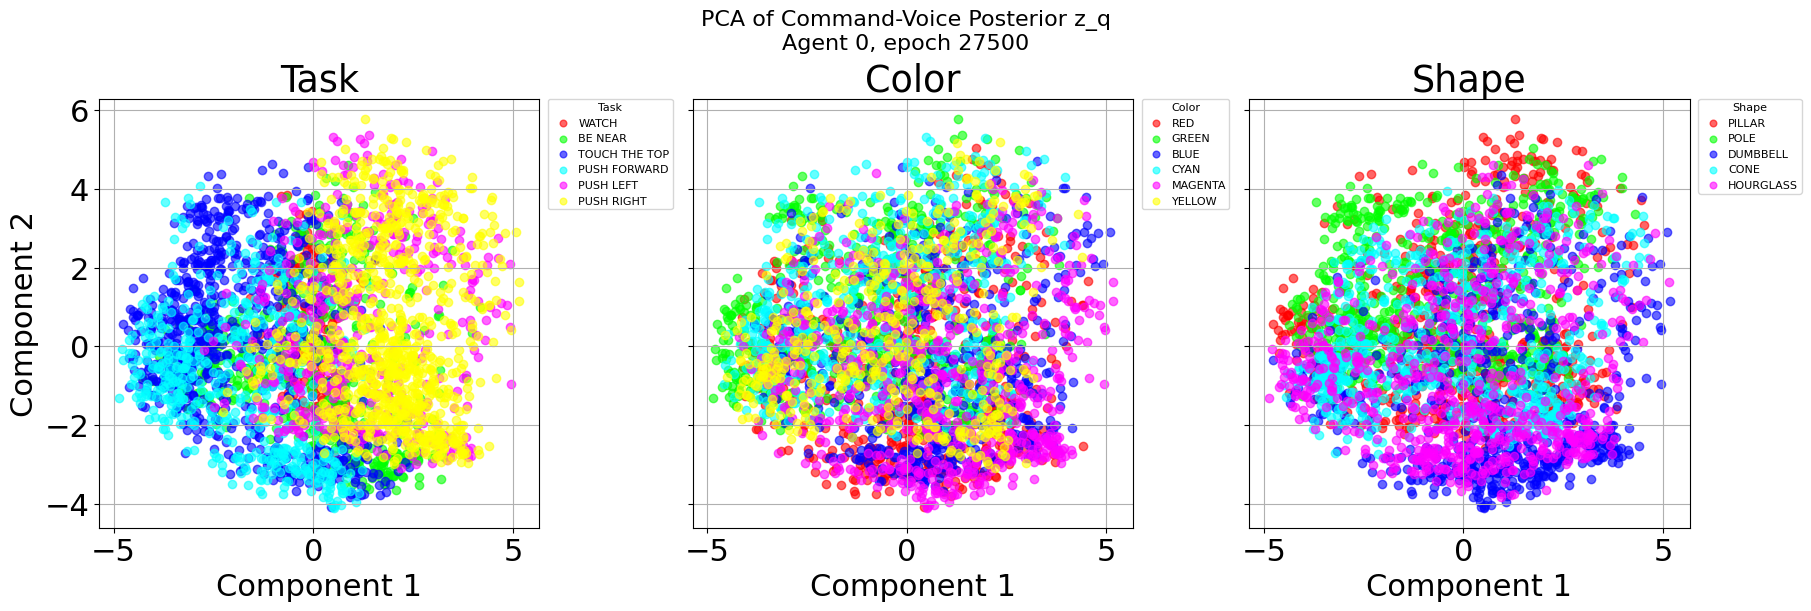 PCA of Command-Voice Posterior z_q
Agent 0, epoch 27500
Task
Component 2
6
4
2
0
−2
−4
−5
0
5
Component 1
Task
WATCH
BE NEAR
TOUCH THE TOP
PUSH FORWARD
PUSH LEFT
PUSH RIGHT
Color
−5
0
5
Component 1
Color
RED
GREEN
BLUE
CYAN
MAGENTA
YELLOW
Shape
−5
0
5
Component 1
Shape
PILLAR
POLE
DUMBBELL
CONE
HOURGLASS